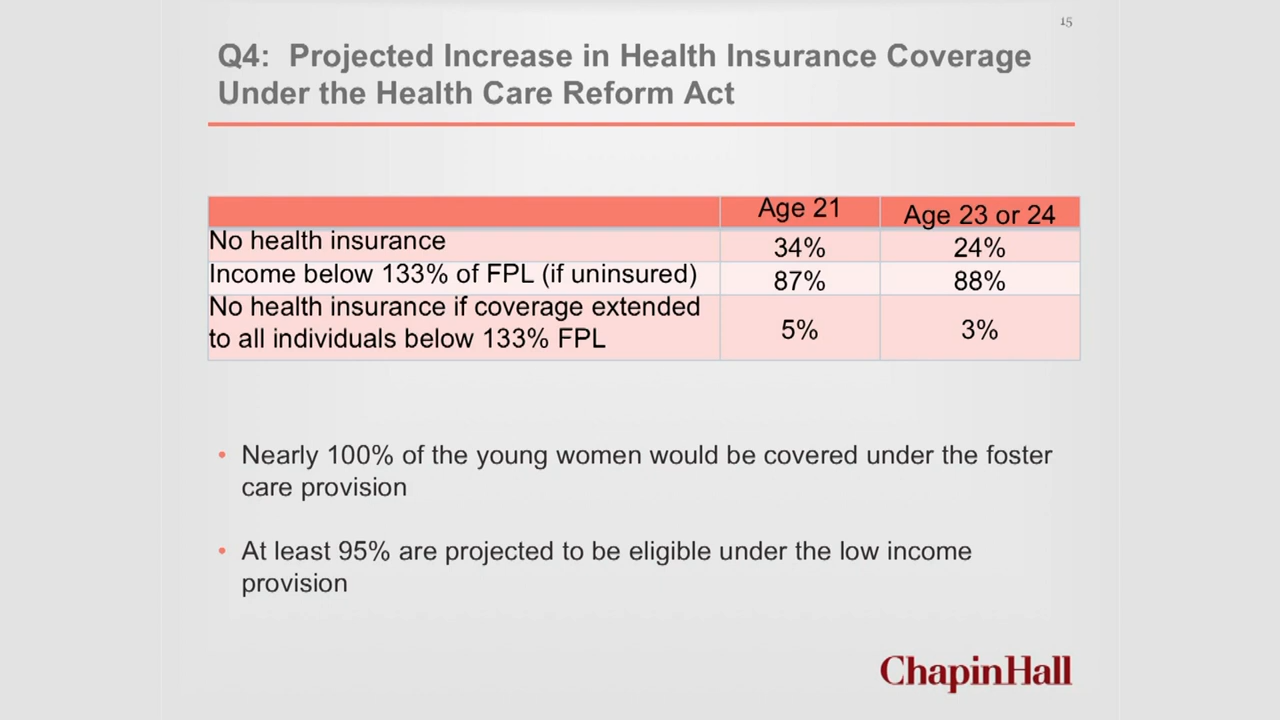 15
Q4: Projected Increase in Health Insurance Coverage
Under the Health Care Reform Act
Age 21 Age 23 or 24
No health insurance 34% 24%
Income below 133% of FPL (if uninsured) 87% 88%
No health insurance if coverage extended
to all individuals below 133% FPL 5% 3%
• Nearly 100% of the young women would be covered under the foster
care provision
• At least 95% are projected to be eligible under the low income
provision
ChapinHall